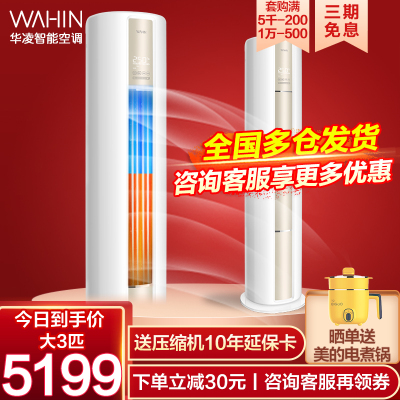 WAHIN
华凌智能空调
套购满
5千-200
1万-500
三期
免息
全国多仓发货
咨询客服享更多优惠
晒单送
美的电煮锅
今日到手价
大3匹
5199
送压缩机10年延保卡
下单立减30元|咨询客服再领券